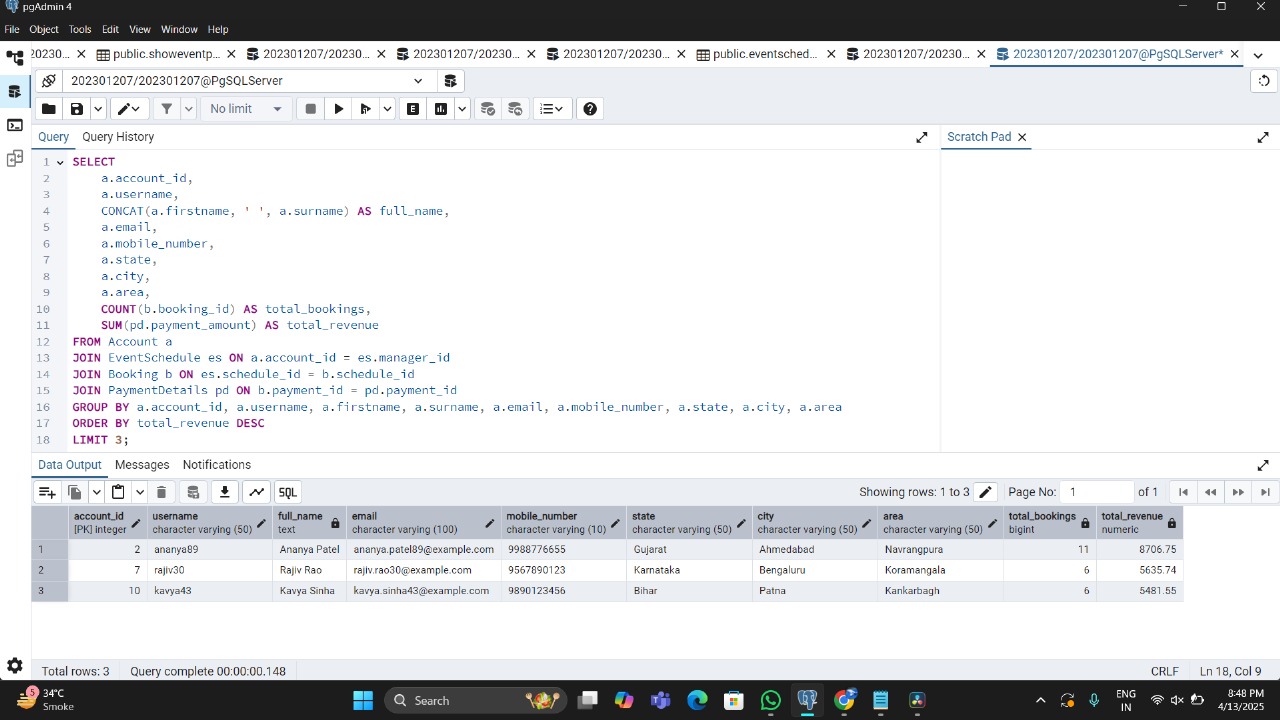 pgAdmin 4
File Object Tools Edit View Window Help
20230... × public.showeventp... × 202301207/20230... × 202301207/20230... × 202301207/20230... × public.eventsched... × 202301207/20230... × 202301207/202301207@PgSQLServer* ×
202301207/202301207@PgSQLServer
No limit
E
Query Query History
Scratch Pad ×
1 SELECT
2 a.account_id,
3 a.username,
4 CONCAT(a.firstname, ' ', a.surname) AS full_name,
5 a.email,
6 a.mobile_number,
7 a.state,
8 a.city,
9 a.area,
10 COUNT(b.booking_id) AS total_bookings,
11 SUM(pd.payment_amount) AS total_revenue
12 FROM Account a
13 JOIN EventSchedule es ON a.account_id = es.manager_id
14 JOIN Booking b ON es.schedule_id = b.schedule_id
15 JOIN PaymentDetails pd ON b.payment_id = pd.payment_id
16 GROUP BY a.account_id, a.username, a.firstname, a.surname, a.email, a.mobile_number, a.state, a.city, a.area
17 ORDER BY total_revenue DESC
18 LIMIT 3;
Data Output Messages Notifications
SQL Showing rows: 1 to 3 Page No: 1 of 1
account_id username full_name email mobile_number state city area total_bookings total_revenue
[PK] integer character varying (50) text character varying (100) character varying (10) character varying (50) character varying (50) character varying (50) bigint numeric
1 2 ananya89 Ananya Patel ananya.patel89@example.com 9988776655 Gujarat Ahmedabad Navrangpura 11 8706.75
2 7 rajiv30 Rajiv Rao rajiv.rao30@example.com 9567890123 Karnataka Bengaluru Koramangala 6 5635.74
3 10 kavya43 Kavya Sinha kavya.sinha43@example.com 9890123456 Bihar Patna Kankarbagh 6 5481.55
Total rows: 3 Query complete 00:00:00.148 CRLF Ln 18, Col 9
5 34°C
Smoke
Search
ENG
IN
8:48 PM
4/13/2025